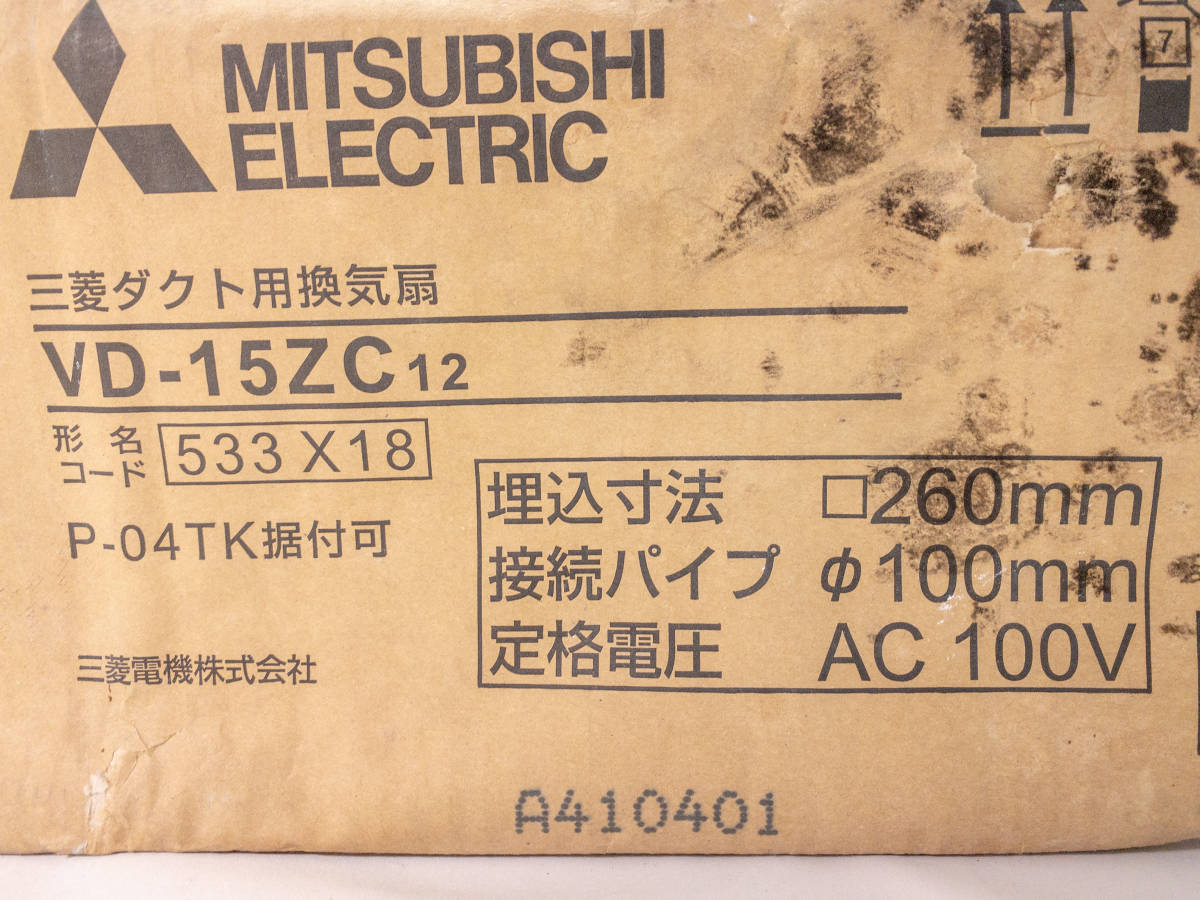 MITSUBISHI
ELECTRIC
7
三菱ダクト用換気扇
VD-15ZC12
形名
コード
533X18
P-04TK据付可
埋込寸法 □260mm
接続パイプ φ100mm
定格電圧 AC 100V
三菱電機株式会社
A410401